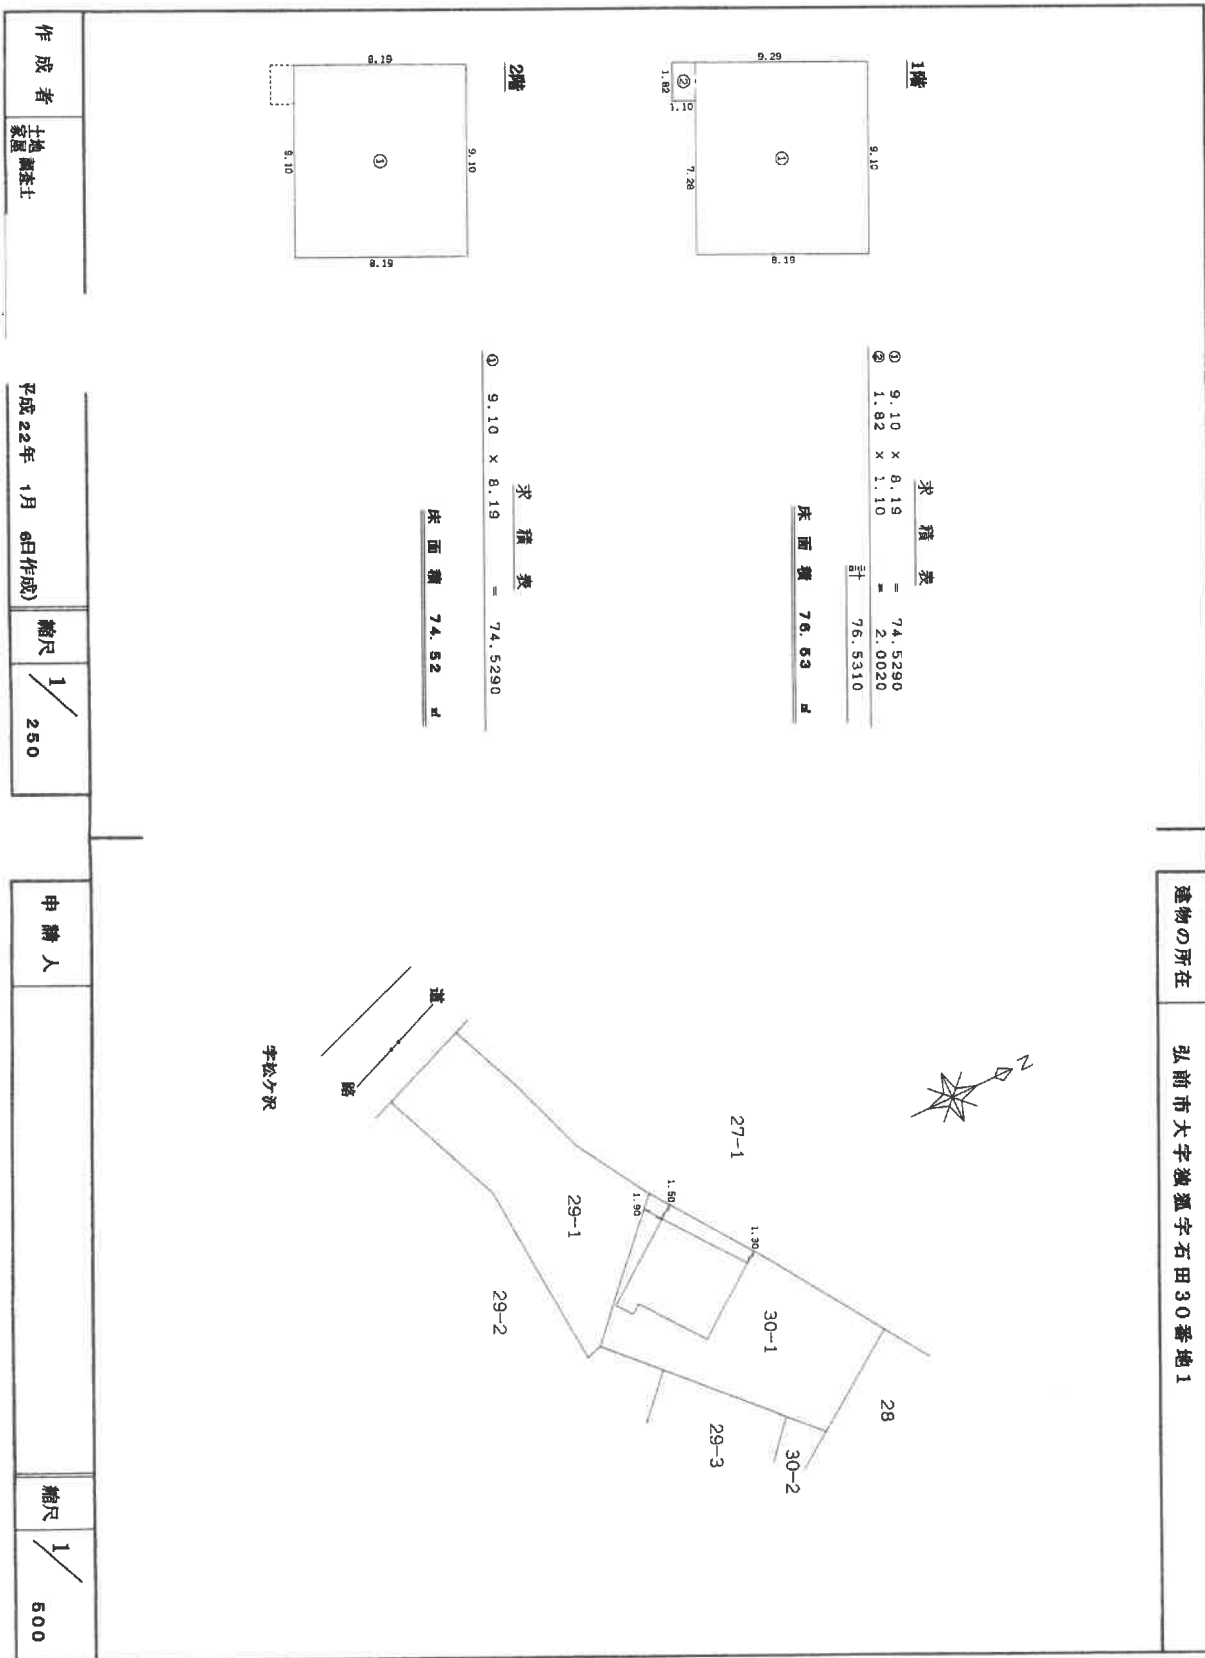 建物の所在
弘前市大字独狐字石田30番地1
1階
9.10
9.29
①
8.19
②
1.82
1.10
7.28
求積表
① 9.10 × 8.19 = 74.5290
② 1.82 × 1.10 = 2.0020
計 76.5310
床面積 76.53 ㎡
2階
9.10
8.19
①
8.19
9.10
求積表
① 9.10 × 8.19 = 74.5290
床面積 74.52 ㎡
N
27-1
28
1.30
1.50
1.90
30-1
29-1
30-2
29-3
29-2
道
路
字松ケ沢
作成者
土地家屋調査士
平成22年 1月 6日作成)
縮尺
1/250
申請人
縮尺
1/500